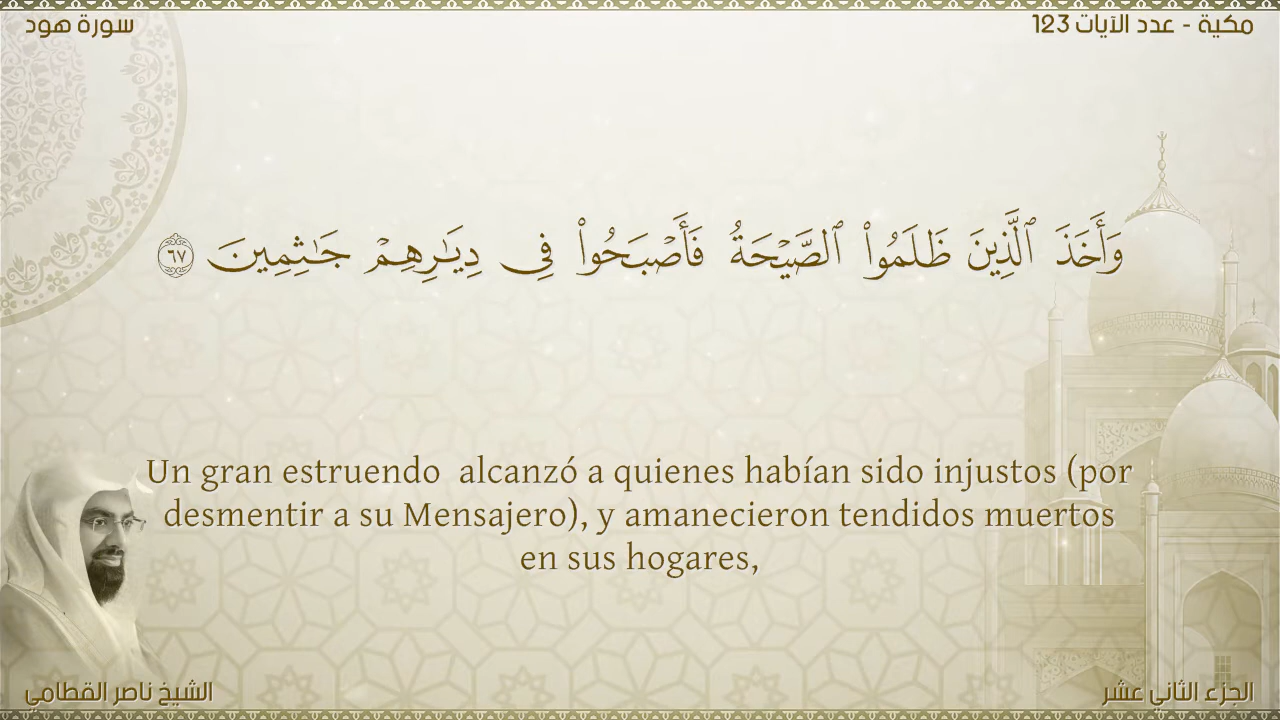 مكية - عدد الآيات 123
سورة هود
وَأَخَذَ ٱلَّذِينَ ظَلَمُوا۟ ٱلصَّيْحَةُ فَأَصْبَحُوا۟ فِى دِيَـٰرِهِمْ جَـٰثِمِينَ ٦٧
Un gran estruendo  alcanzó a quienes habían sido injustos (por
desmentir a su Mensajero), y amanecieron tendidos muertos
en sus hogares,
الجزء الثاني عشر
الشيخ ناصر القطامي